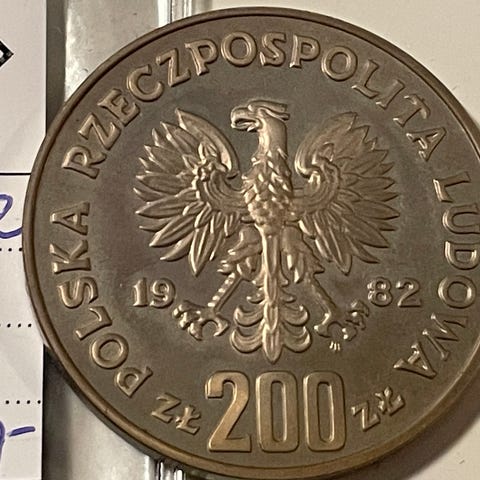 POLSKA RZECZPOSPOLITA LUDOWA
19 82
ZŁ 200 ZŁ